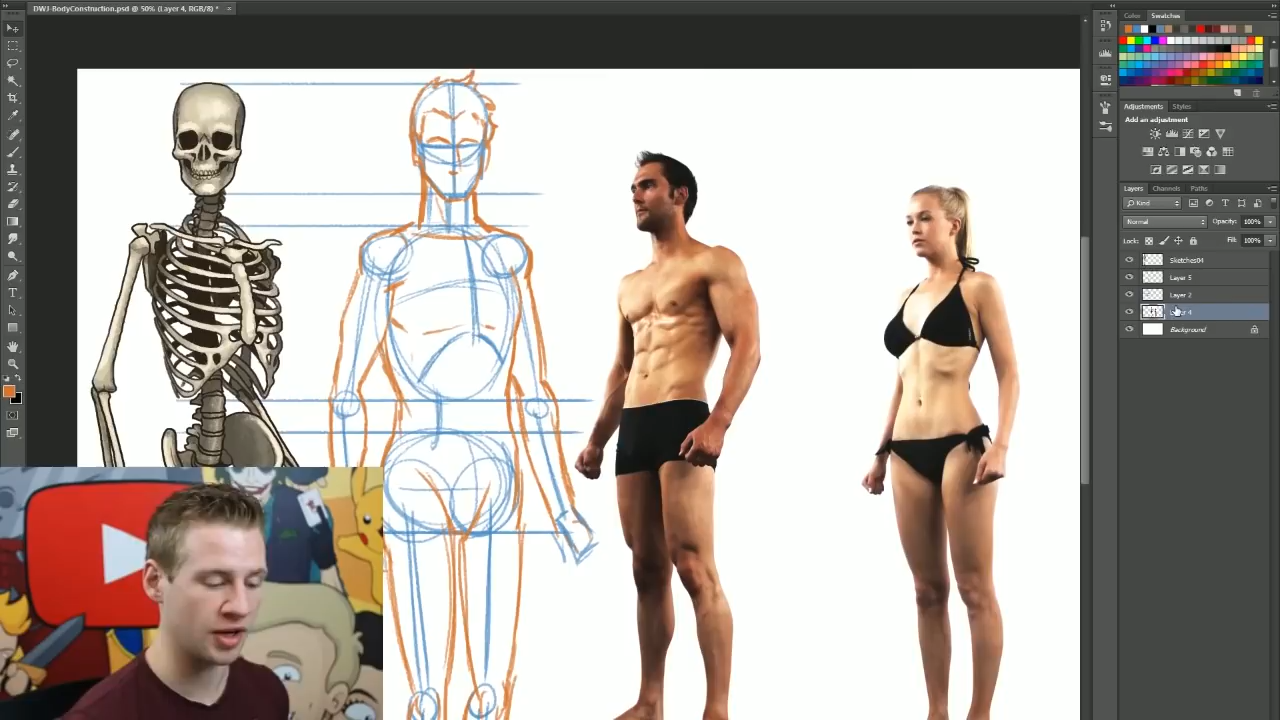 DWJ-BodyConstruction.psd @ 50% (Layer 4, RGB/8) *
Color
Swatches
Adjustments
Styles
Add an adjustment
Layers
Channels
Paths
Kind
Normal
Opacity: 100%
Lock:
Fill: 100%
Sketches04
Layer 5
Layer 2
Background